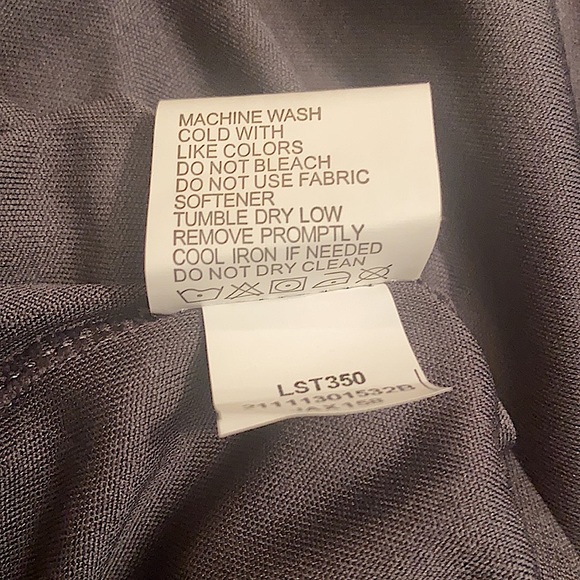 MACHINE WASH
COLD WITH
LIKE COLORS
DO NOT BLEACH
DO NOT USE FABRIC
SOFTENER
TUMBLE DRY LOW
REMOVE PROMPTLY
COOL IRON IF NEEDED
DO NOT DRY CLEAN
LST350